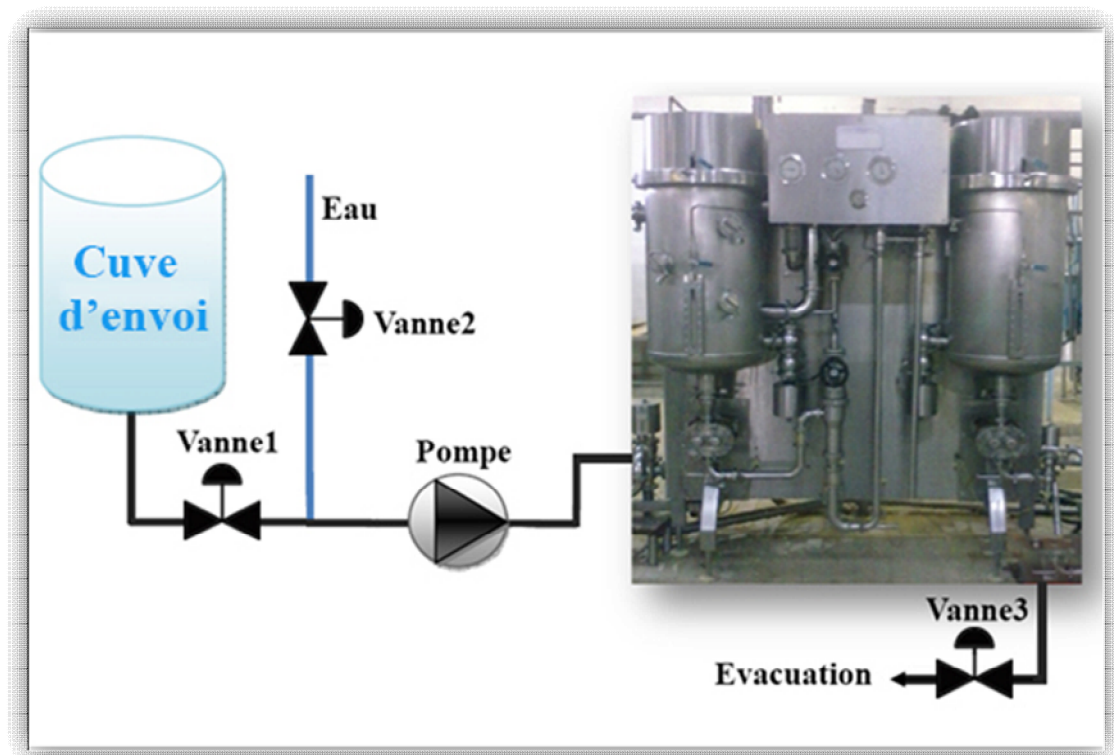 Cuve
d'envoi
Eau
Vanne2
Vanne1
Pompe
Vanne3
Evacuation